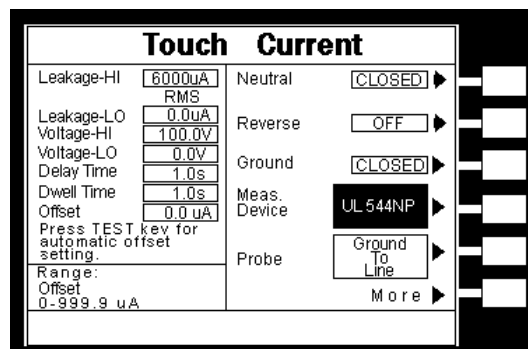 Touch Current
Leakage-HI 6000uA
RMS
Leakage-LO 0.0uA
Voltage-HI 100.0V
Voltage-LO 0.0V
Delay Time 1.0s
Dwell Time 1.0s
Offset 0.0 uA
Press TEST key for
automatic offset
setting.
Range:
Offset
0-999.9 uA
Neutral CLOSED
Reverse OFF
Ground CLOSED
Meas.
Device UL544NP
Probe Ground
To
Line
More